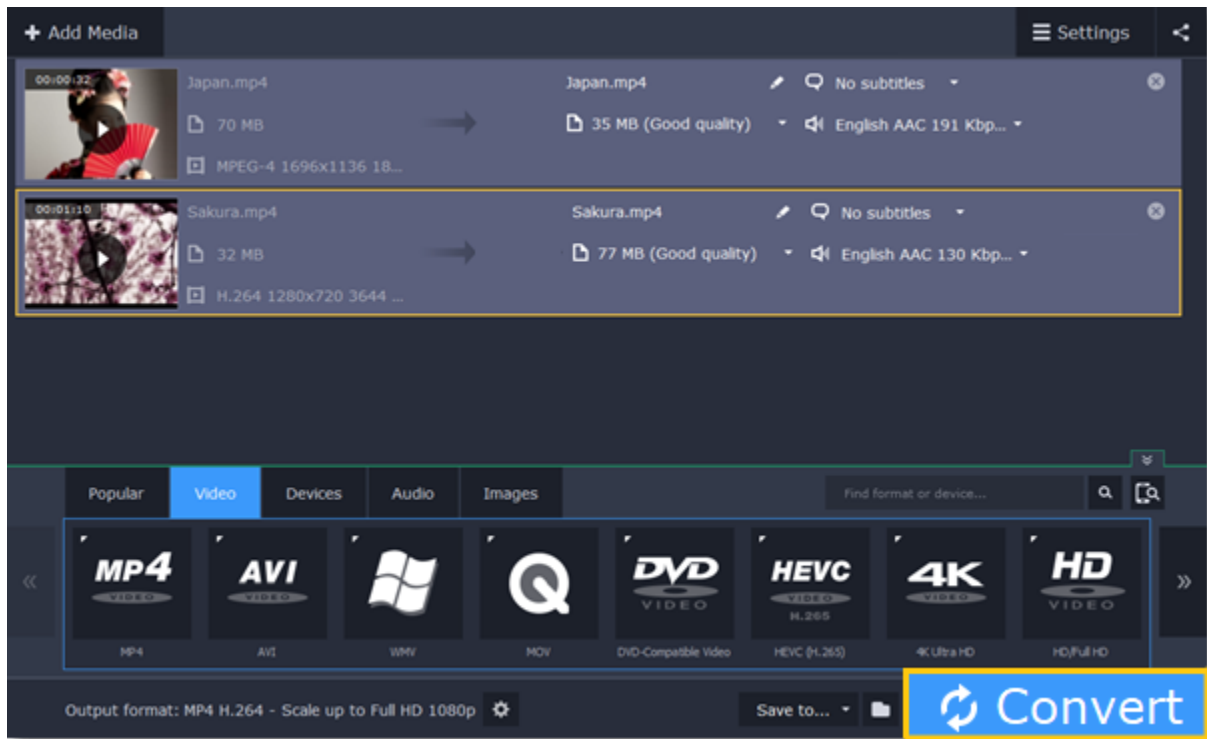 Add Media
Settings
00:00:32
Japan.mp4
Japan.mp4
No subtitles
70 MB
35 MB (Good quality)
English AAC 191 Kbp...
MPEG-4 1696x1136 18...
00:01:10
Sakura.mp4
Sakura.mp4
No subtitles
32 MB
77 MB (Good quality)
English AAC 130 Kbp...
H.264 1280x720 3644 ...
Popular
Video
Devices
Audio
Images
Find format or device...
MP4
VIDEO
AVI
VIDEO
DVD
VIDEO
HEVC
VIDEO
H.265
4K
VIDEO
HD
VIDEO
MP4
AVI
WMV
MOV
DVD-Compatible Video
HEVC (H.265)
4K Ultra HD
HD/Full HD
Output format: MP4 H.264 - Scale up to Full HD 1080p
Save to...
Convert